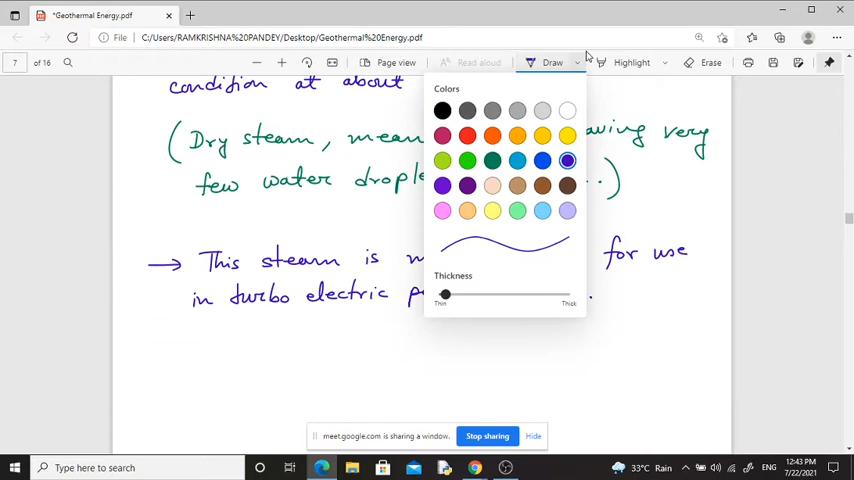 *Geothermal Energy.pdf
File
C:/Users/RAMKRISHNA%20PANDEY/Desktop/Geothermal%20Energy.pdf
7 of 16
Page view
Read aloud
Draw
Highlight
Erase
condition at about
Colors
(Dry steam, very
few water ..)
→ This steam is for use
in turbo electric .
Thickness
Thin
Thick
meet.google.com is sharing a window.
Stop sharing
Hide
Type here to search
33°C Rain
ENG
12:43 PM
7/22/2021